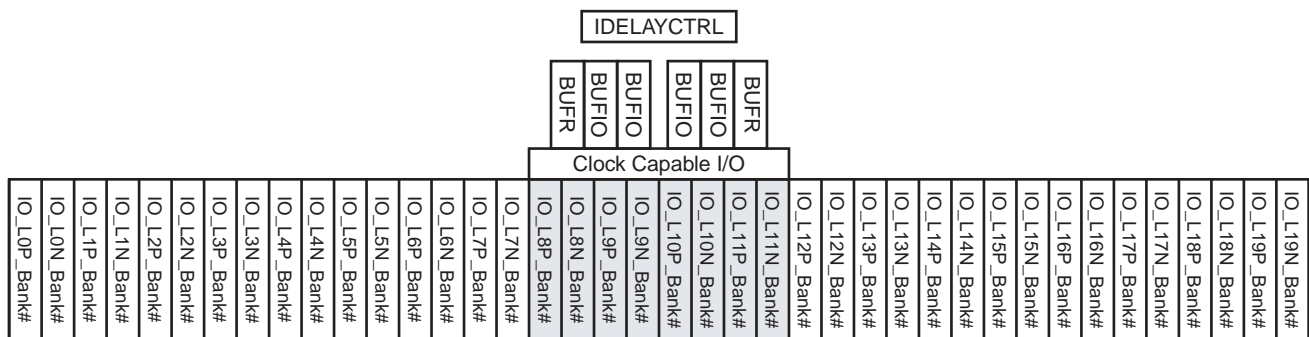 IDELAYCTRL
BUFR
BUFIO
BUFIO
BUFIO
BUFIO
BUFR
Clock Capable I/O
IO_L0P_Bank#
IO_L0N_Bank#
IO_L1P_Bank#
IO_L1N_Bank#
IO_L2P_Bank#
IO_L2N_Bank#
IO_L3P_Bank#
IO_L3N_Bank#
IO_L4P_Bank#
IO_L4N_Bank#
IO_L5P_Bank#
IO_L5N_Bank#
IO_L6P_Bank#
IO_L6N_Bank#
IO_L7P_Bank#
IO_L7N_Bank#
IO_L8P_Bank#
IO_L8N_Bank#
IO_L9P_Bank#
IO_L9N_Bank#
IO_L10P_Bank#
IO_L10N_Bank#
IO_L11P_Bank#
IO_L11N_Bank#
IO_L12P_Bank#
IO_L12N_Bank#
IO_L13P_Bank#
IO_L13N_Bank#
IO_L14P_Bank#
IO_L14N_Bank#
IO_L15P_Bank#
IO_L15N_Bank#
IO_L16P_Bank#
IO_L16N_Bank#
IO_L17P_Bank#
IO_L17N_Bank#
IO_L18P_Bank#
IO_L18N_Bank#
IO_L19P_Bank#
IO_L19N_Bank#